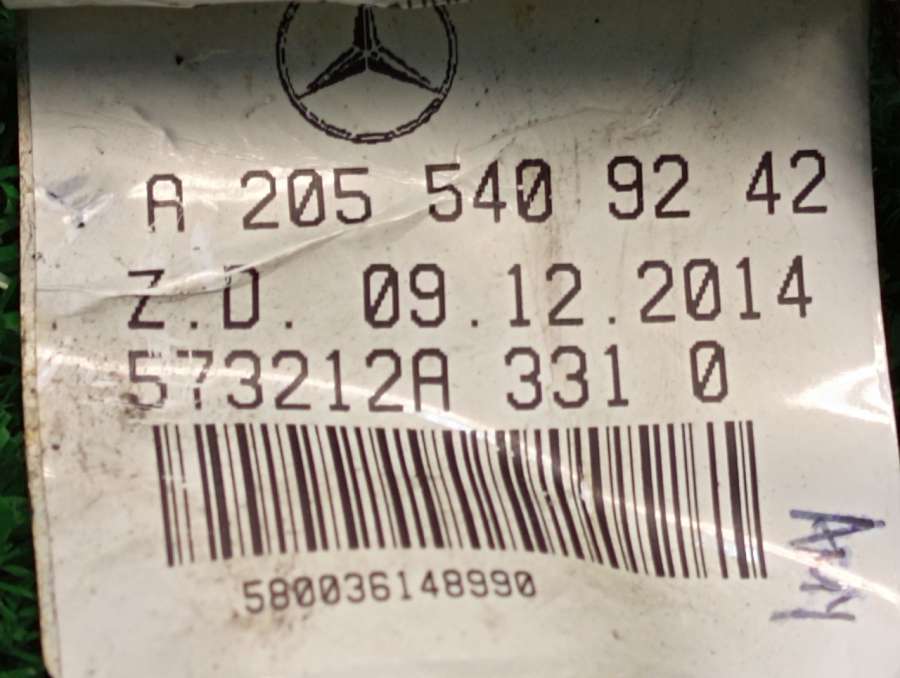 A 205 540 92 42
Z.D. 09.12.2014
573212A 331 0
580036148990